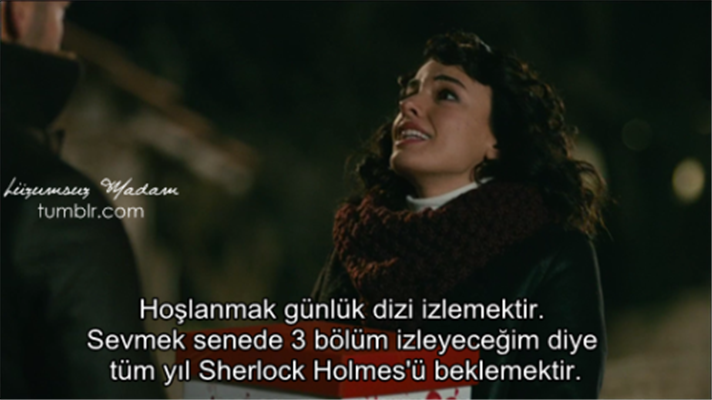 Lüzumsuz Madam
tumblr.com
Hoşlanmak günlük dizi izlemektir.
Sevmek senede 3 bölüm izleyeceğim diye
tüm yıl Sherlock Holmes'ü beklemektir.